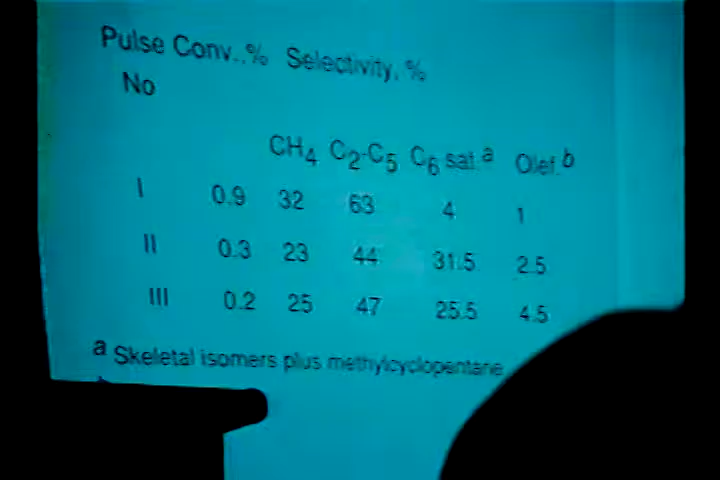 Pulse Conv.,% Selectivity, %
No
CH4 C2-C5 C6 sat.a Olef.b
I 0.9 32 63 4 1
II 0.3 23 44 31.5 2.5
III 0.2 25 47 25.5 4.5
a Skeletal isomers plus methylcyclopentane